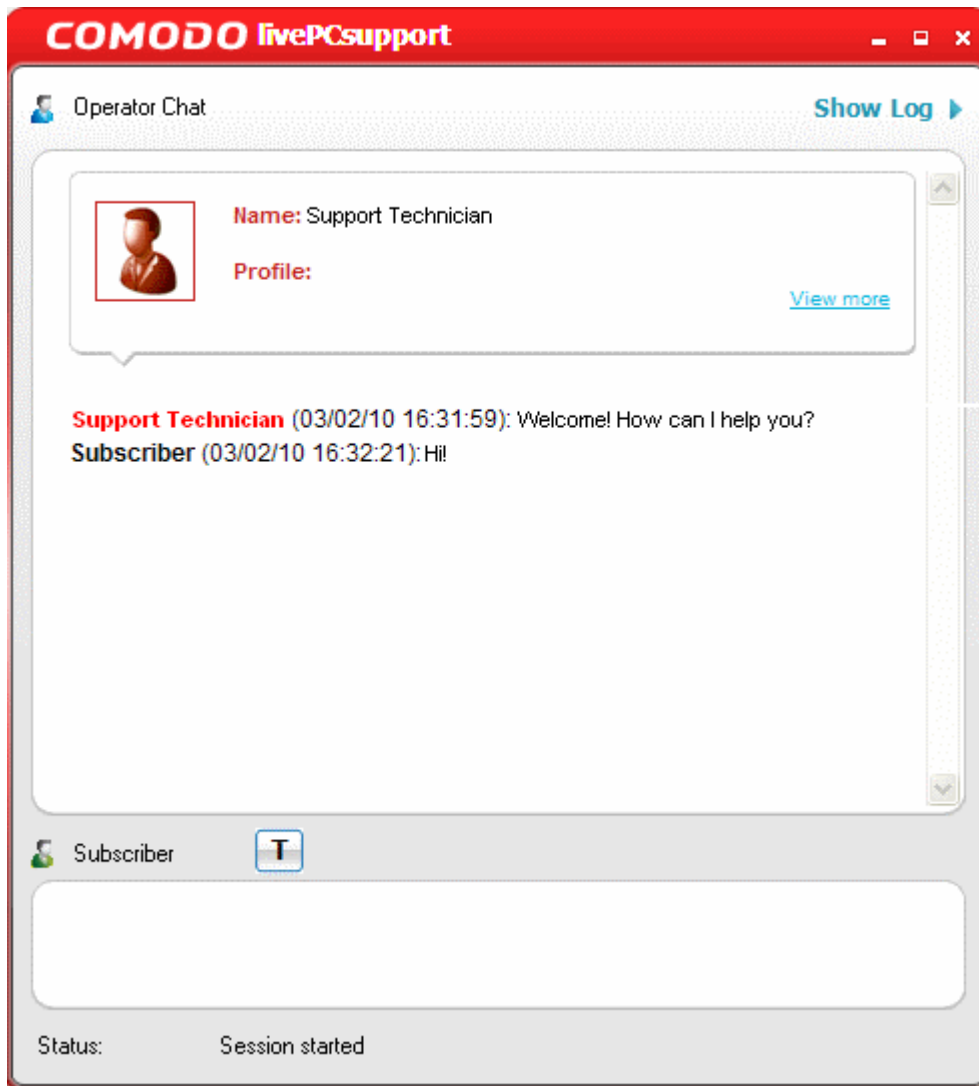 COMODO livePCsupport
Operator Chat
Show Log
Name: Support Technician
Profile:
View more
Support Technician (03/02/10 16:31:59): Welcome! How can I help you?
Subscriber (03/02/10 16:32:21): Hi!
Subscriber
T
Status: Session started